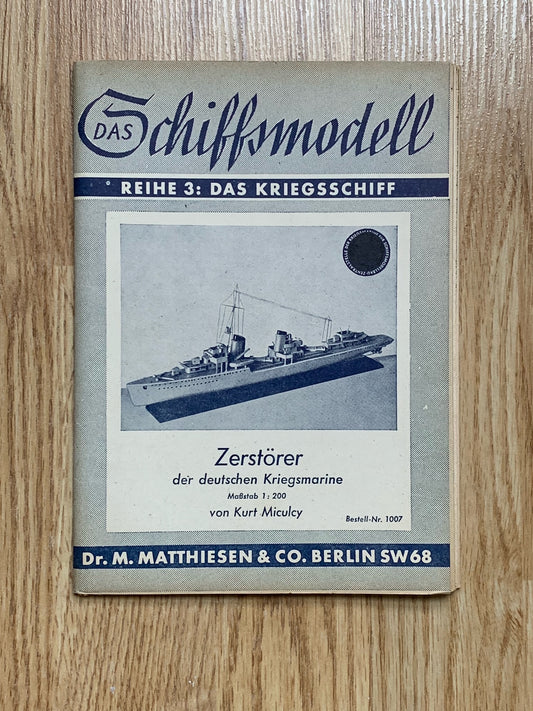 DAS Schiffsmodell
REIHE 3: DAS KRIEGSSCHIFF
Zerstörer
der deutschen Kriegsmarine
Maßstab 1:200
von Kurt Miculcy
Bestell-Nr. 1007
Dr. M. MATTHIESEN & CO. BERLIN SW68